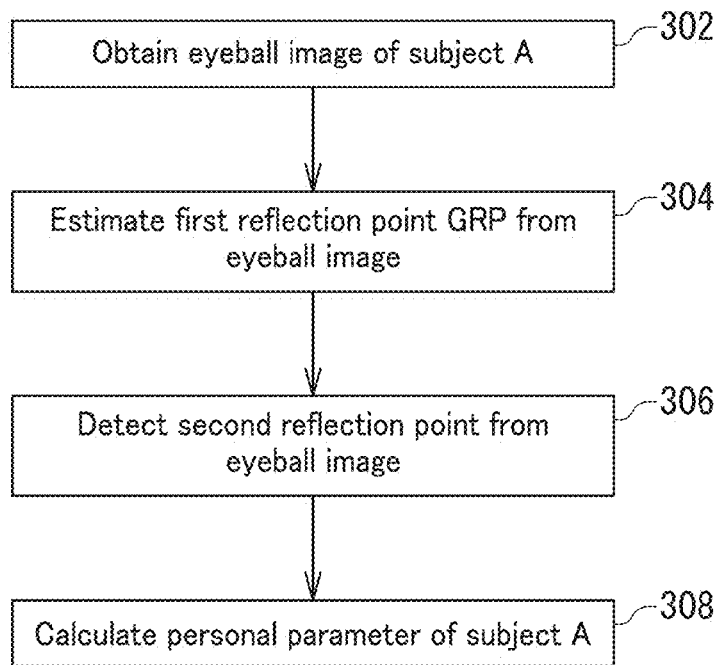 302
Obtain eyeball image of subject A
304
Estimate first reflection point GRP from
eyeball image
306
Detect second reflection point from
eyeball image
308
Calculate personal parameter of subject A